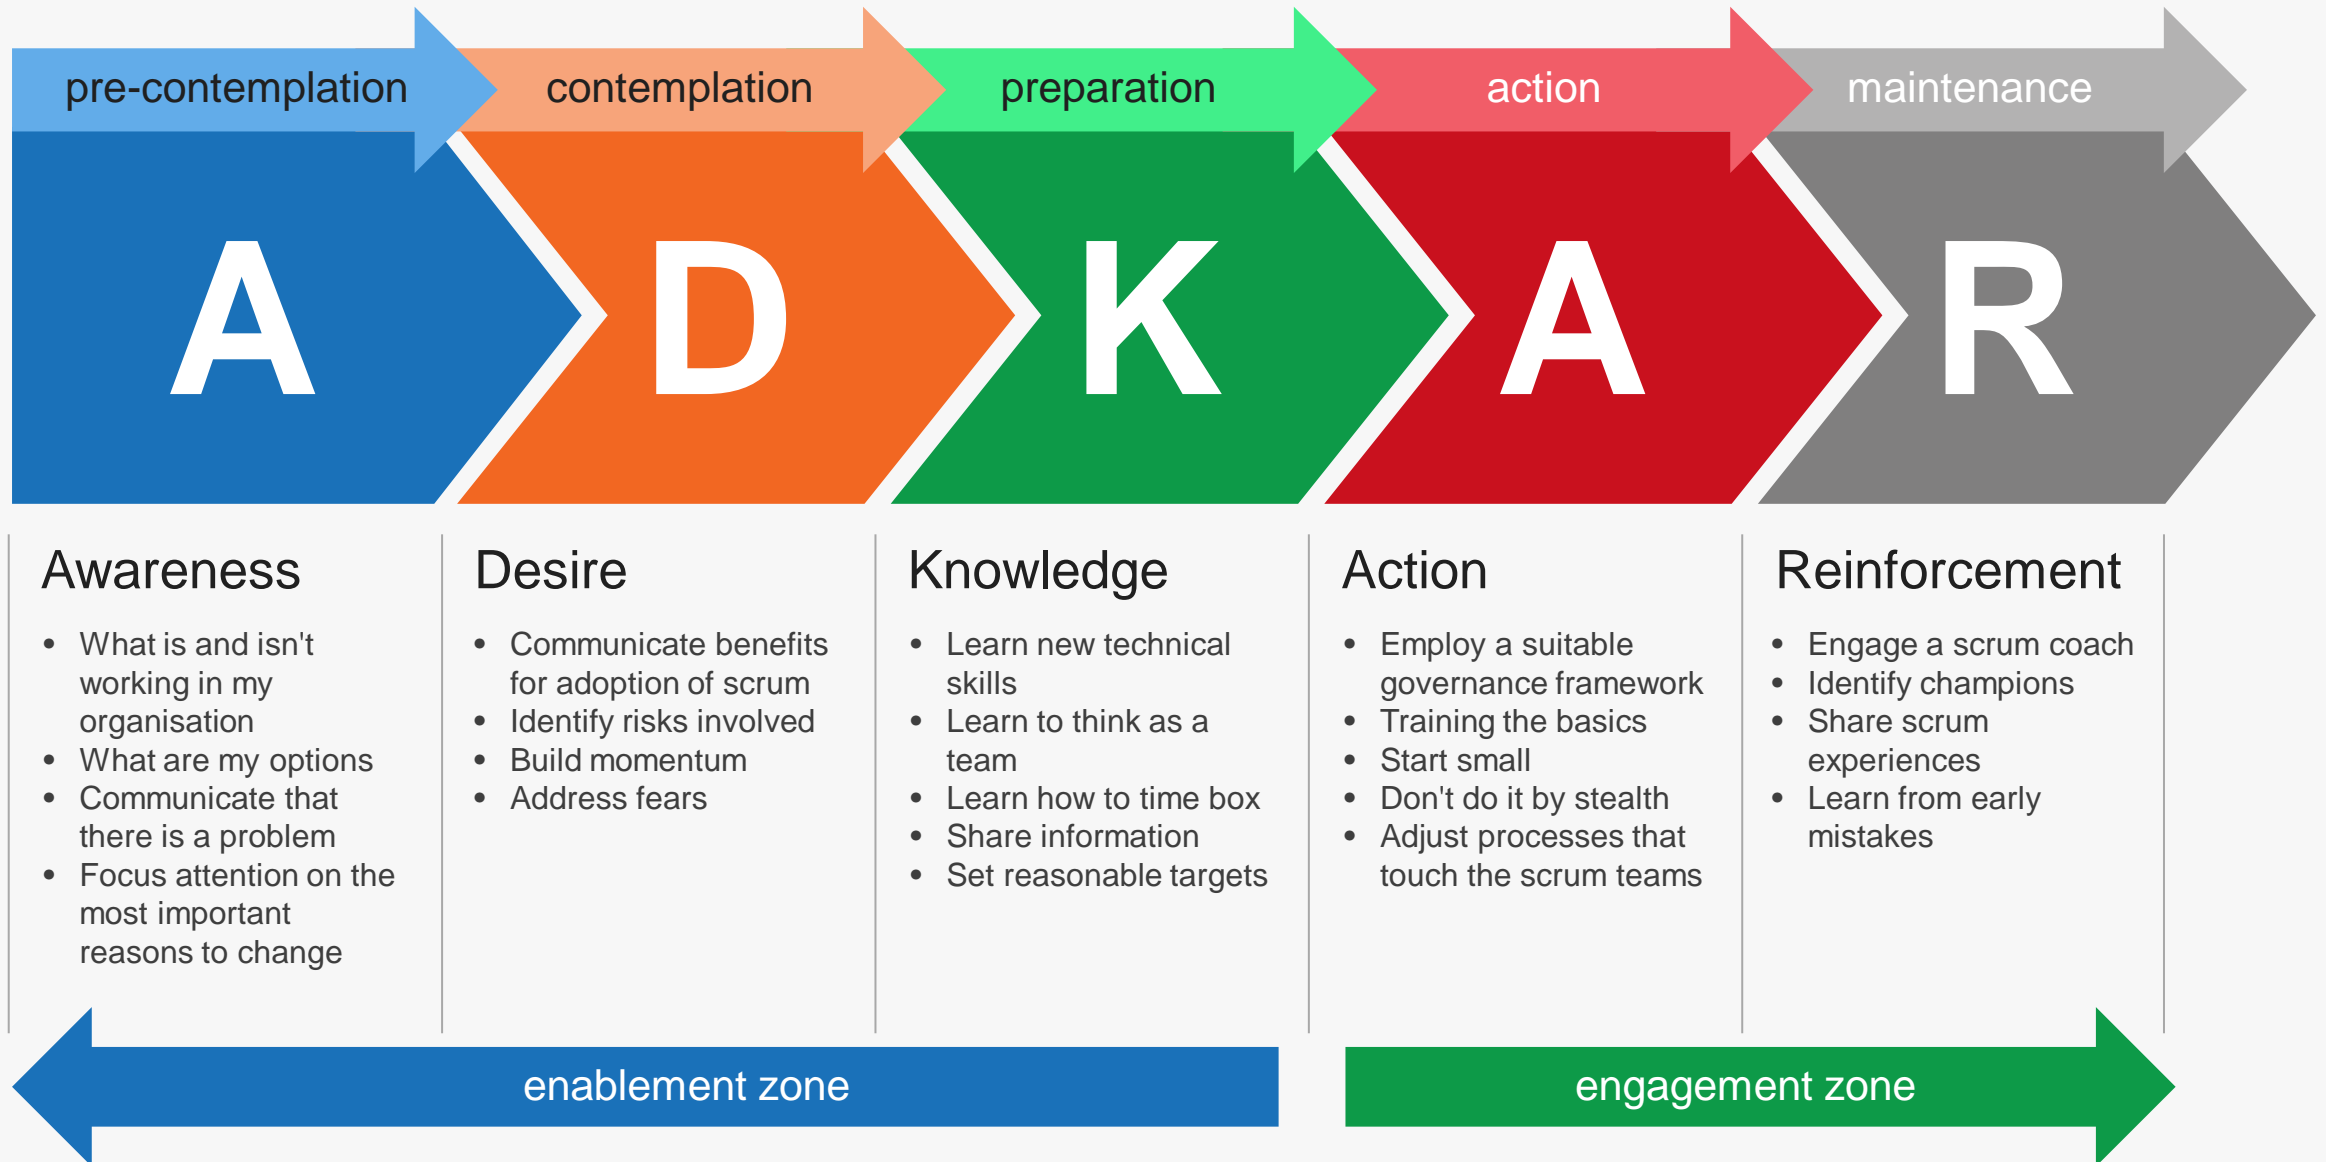 pre-contemplation
contemplation
preparation
action
maintenance
A
D
K
A
R
Awareness
• What is and isn't
working in my
organisation
• What are my options
• Communicate that
there is a problem
• Focus attention on the
most important
reasons to change
Desire
• Communicate benefits
for adoption of scrum
• Identify risks involved
• Build momentum
• Address fears
Knowledge
• Learn new technical
skills
• Learn to think as a
team
• Learn how to time box
• Share information
• Set reasonable targets
Action
• Employ a suitable
governance framework
• Training the basics
• Start small
• Don't do it by stealth
• Adjust processes that
touch the scrum teams
Reinforcement
• Engage a scrum coach
• Identify champions
• Share scrum
experiences
• Learn from early
mistakes
enablement zone
engagement zone